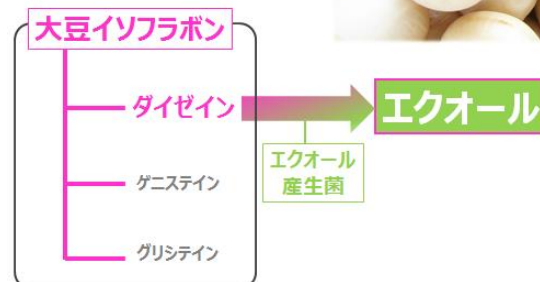 大豆イソフラボン
ダイゼイン
エクオール
エクオール
産生菌
ゲニステイン
グリシテイン